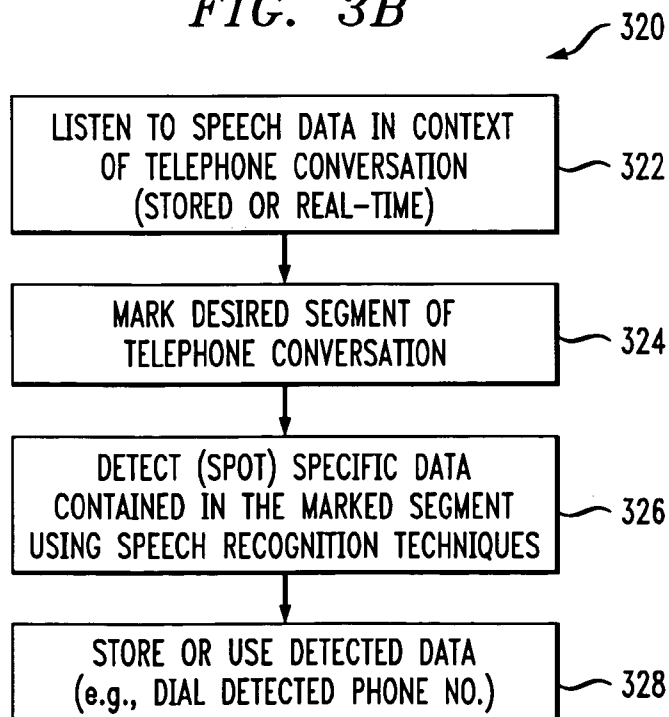 FIG. 3B
320
LISTEN TO SPEECH DATA IN CONTEXT
OF TELEPHONE CONVERSATION
(STORED OR REAL-TIME)
322
MARK DESIRED SEGMENT OF
TELEPHONE CONVERSATION
324
DETECT (SPOT) SPECIFIC DATA
CONTAINED IN THE MARKED SEGMENT
USING SPEECH RECOGNITION TECHNIQUES
326
STORE OR USE DETECTED DATA
(e.g., DIAL DETECTED PHONE NO.)
328